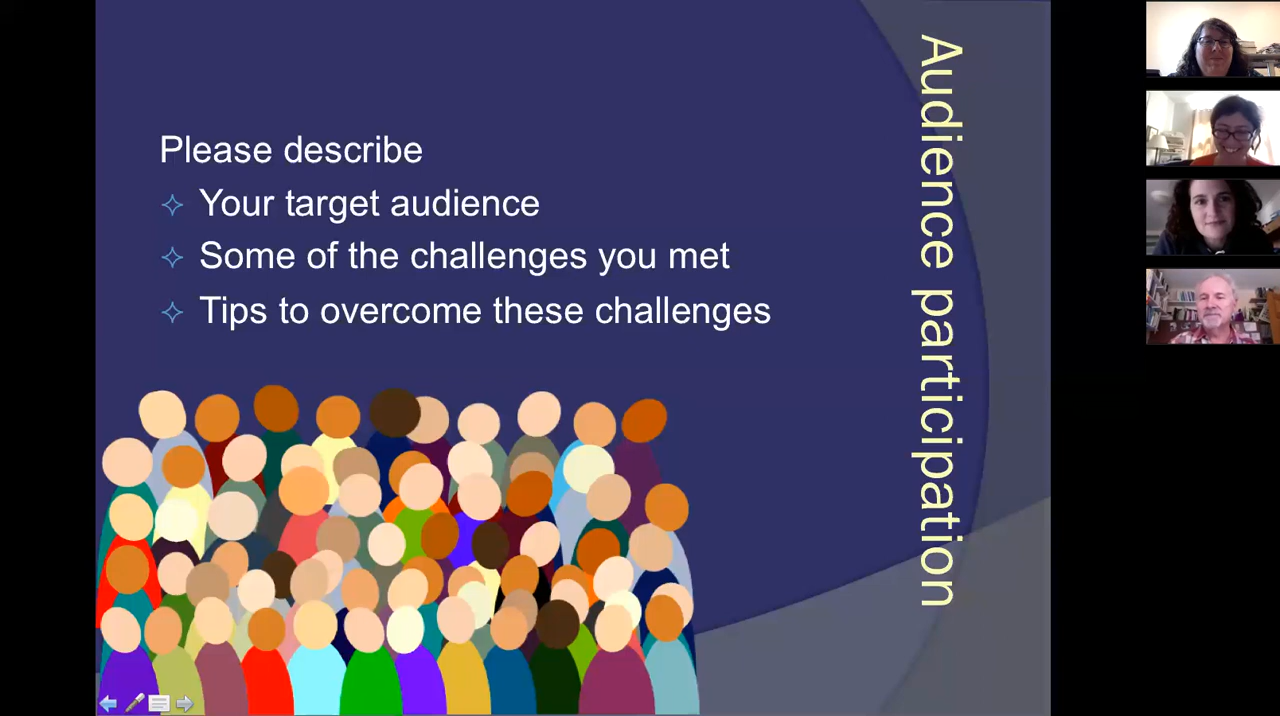 Please describe
Your target audience
Some of the challenges you met
Tips to overcome these challenges
Audience participation